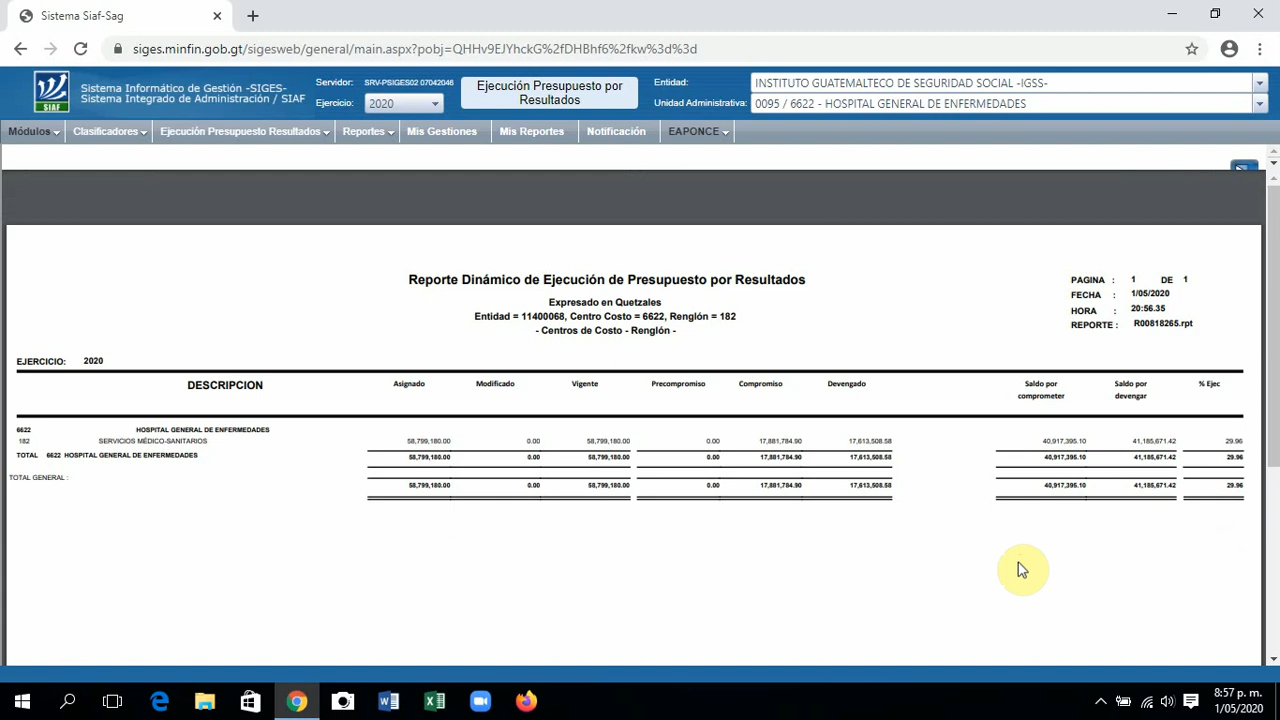 Sistema Siaf-Sag
siges.minfin.gob.gt/sigesweb/general/main.aspx?pobj=QHHv9EJYhckG%2fDHBhf6%2fkw%3d%3d
SIAF
Sistema Informático de Gestión -SIGES-
Sistema Integrado de Administración / SIAF
Servidor: SRV-PSIGES02 07042046
Ejercicio: 2020
Ejecución Presupuesto por
Resultados
Entidad: INSTITUTO GUATEMALTECO DE SEGURIDAD SOCIAL -IGSS-
Unidad Administrativa: 0095 / 6622 - HOSPITAL GENERAL DE ENFERMEDADES
Módulos Clasificadores Ejecución Presupuesto Resultados Reportes Mis Gestiones Mis Reportes Notificación EAPONCE
Reporte Dinámico de Ejecución de Presupuesto por Resultados
Expresado en Quetzales
Entidad = 11400068, Centro Costo = 6622, Renglón = 182
- Centros de Costo - Renglón -
PAGINA : 1 DE 1
FECHA : 1/05/2020
HORA : 20:56.35
REPORTE : R00818265.rpt
EJERCICIO: 2020
DESCRIPCION Asignado Modificado Vigente Precompromiso Compromiso Devengado Saldo por comprometer Saldo por devengar % Ejec
6622 HOSPITAL GENERAL DE ENFERMEDADES
182 SERVICIOS MÉDICO-SANITARIOS 58,799,180.00 0.00 58,799,180.00 0.00 17,881,784.90 17,613,508.58 40,917,395.10 41,185,671.42 29.96
TOTAL 6622 HOSPITAL GENERAL DE ENFERMEDADES 58,799,180.00 0.00 58,799,180.00 0.00 17,881,784.90 17,613,508.58 40,917,395.10 41,185,671.42 29.96
TOTAL GENERAL : 58,799,180.00 0.00 58,799,180.00 0.00 17,881,784.90 17,613,508.58 40,917,395.10 41,185,671.42 29.96
8:57 p. m.
1/05/2020